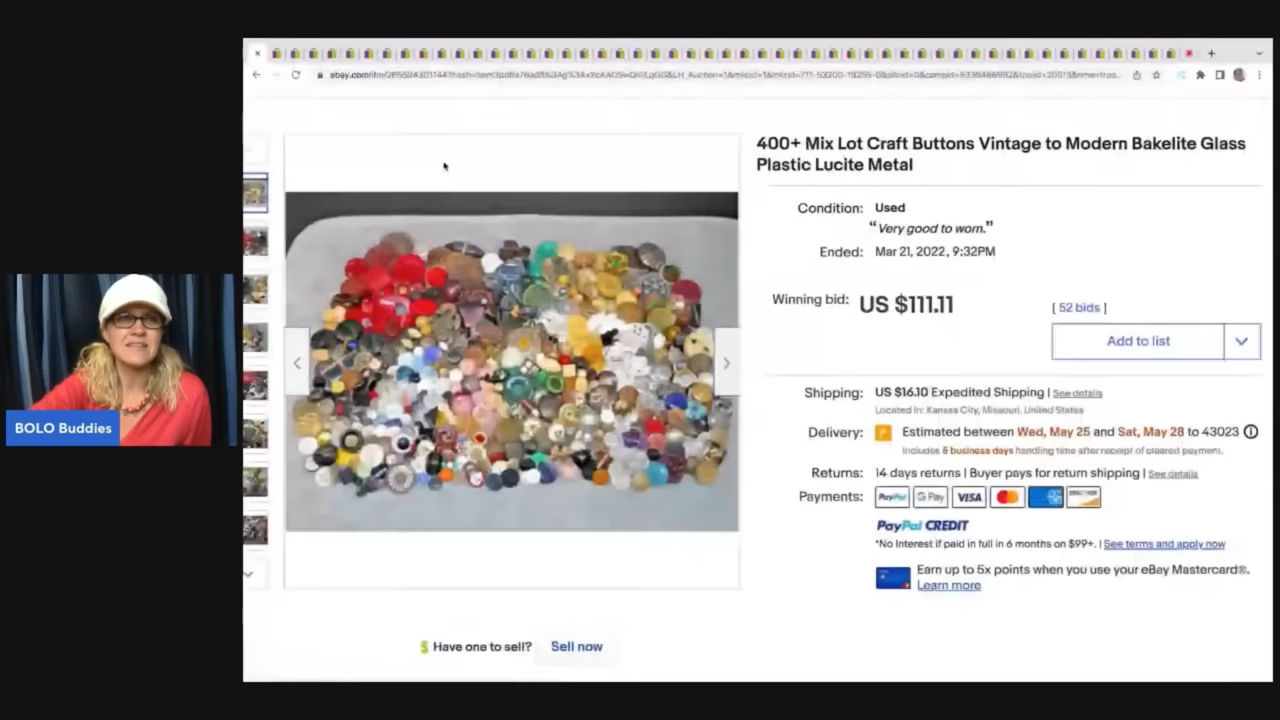 400+ Mix Lot Craft Buttons Vintage to Modern Bakelite Glass
Plastic Lucite Metal
Condition: Used
“Very good to worn.”
Ended: Mar 21, 2022, 9:32PM
Winning bid: US $111.11 [ 52 bids ]
Add to list
Shipping: US $16.10 Expedited Shipping | See details
Located in: Kansas City, Missouri, United States
Delivery: Estimated between Wed, May 25 and Sat, May 28 to 43023
Includes 5 business days handling time after receipt of cleared payment.
Returns: 14 days returns | Buyer pays for return shipping | See details
Payments: PayPal G Pay VISA
PayPal CREDIT
*No Interest if paid in full in 6 months on $99+. | See terms and apply now
Earn up to 5x points when you use your eBay Mastercard®.
Learn more
Have one to sell? Sell now
BOLO Buddies